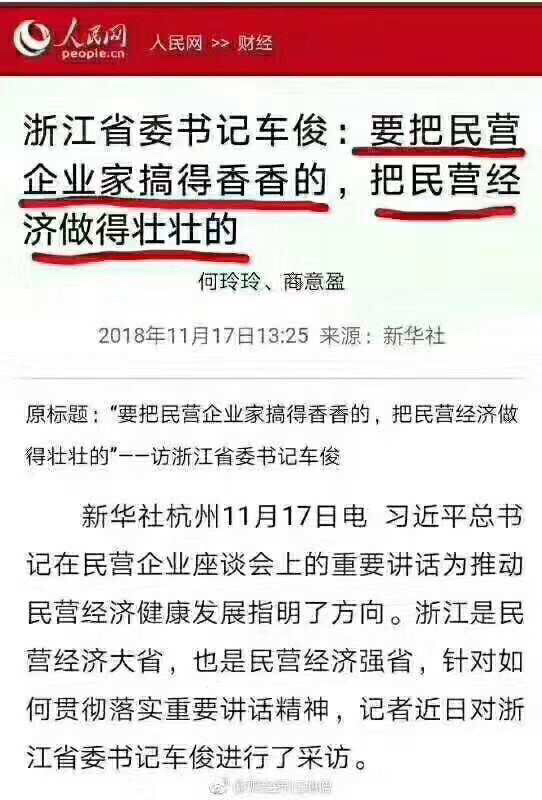 人民网
people.cn
人民网 >> 财经
浙江省委书记车俊：要把民营
企业家搞得香香的，把民营经
济做得壮壮的
何玲玲、商意盈
2018年11月17日13:25 来源：新华社
原标题：“要把民营企业家搞得香香的，把民营经济做
得壮壮的”——访浙江省委书记车俊
新华社杭州11月17日电 习近平总书
记在民营企业座谈会上的重要讲话为推动
民营经济健康发展指明了方向。浙江是民
营经济大省，也是民营经济强省，针对如
何贯彻落实重要讲话精神，记者近日对浙
江省委书记车俊进行了采访。